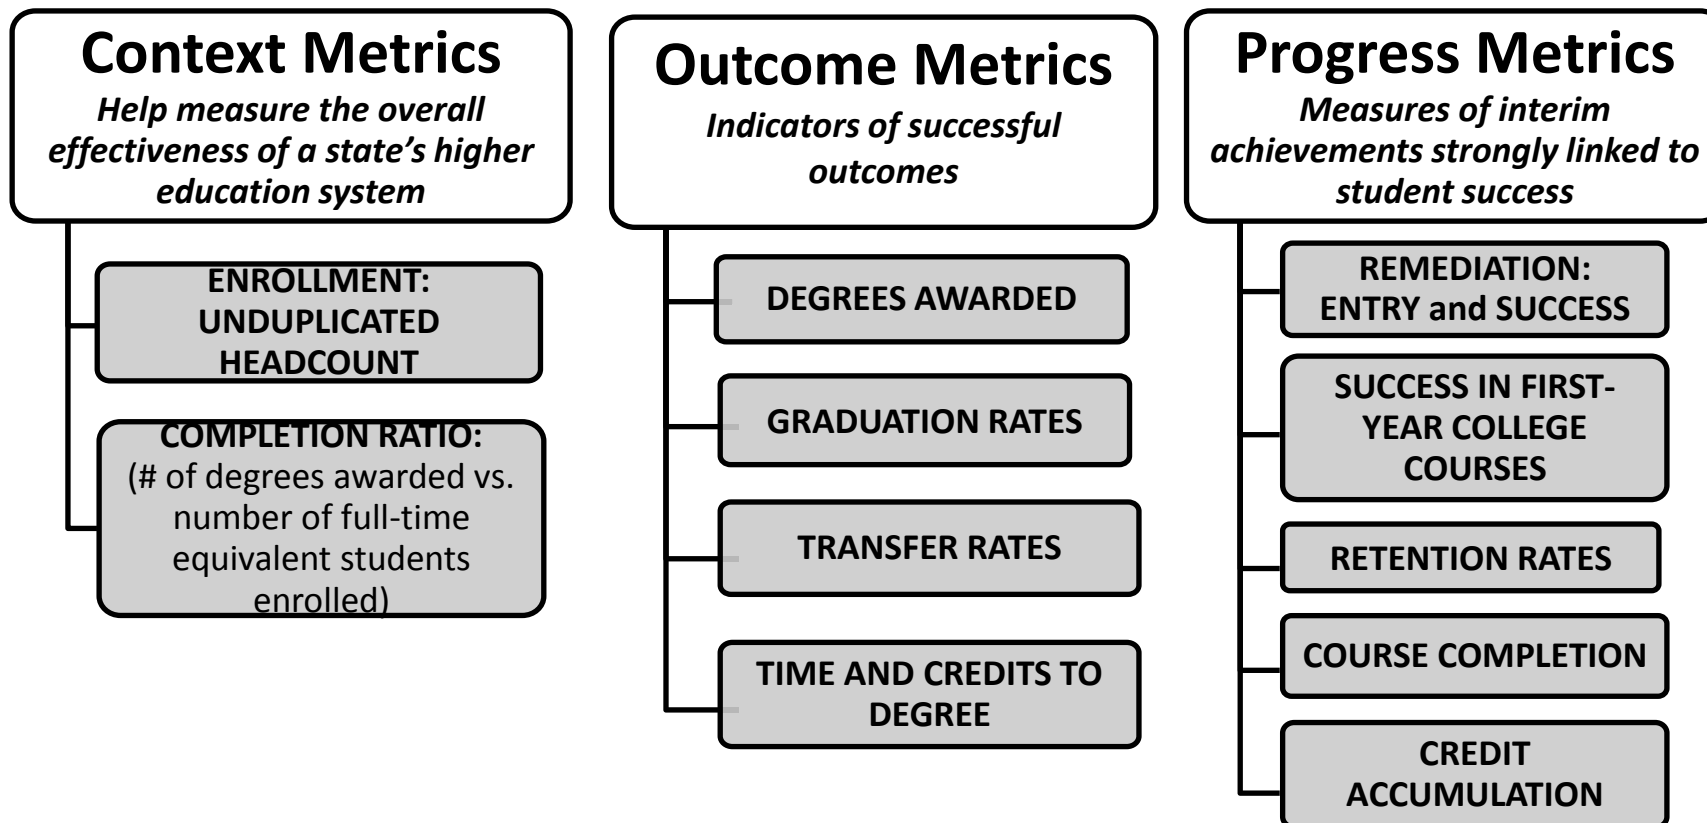 Context Metrics
Help measure the overall
effectiveness of a state’s higher
education system
ENROLLMENT:
UNDUPLICATED
HEADCOUNT
COMPLETION RATIO:
(# of degrees awarded vs.
number of full-time
equivalent students
enrolled)
Outcome Metrics
Indicators of successful
outcomes
DEGREES AWARDED
GRADUATION RATES
TRANSFER RATES
TIME AND CREDITS TO
DEGREE
Progress Metrics
Measures of interim
achievements strongly linked to
student success
REMEDIATION:
ENTRY and SUCCESS
SUCCESS IN FIRST-
YEAR COLLEGE
COURSES
RETENTION RATES
COURSE COMPLETION
CREDIT
ACCUMULATION